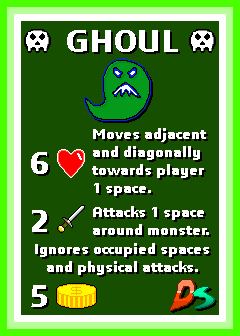 GHOUL
6
Moves adjacent
and diagonally
towards player
1 space.
2
Attacks 1 space
around monster.
Ignores occupied spaces
and physical attacks.
5
DS